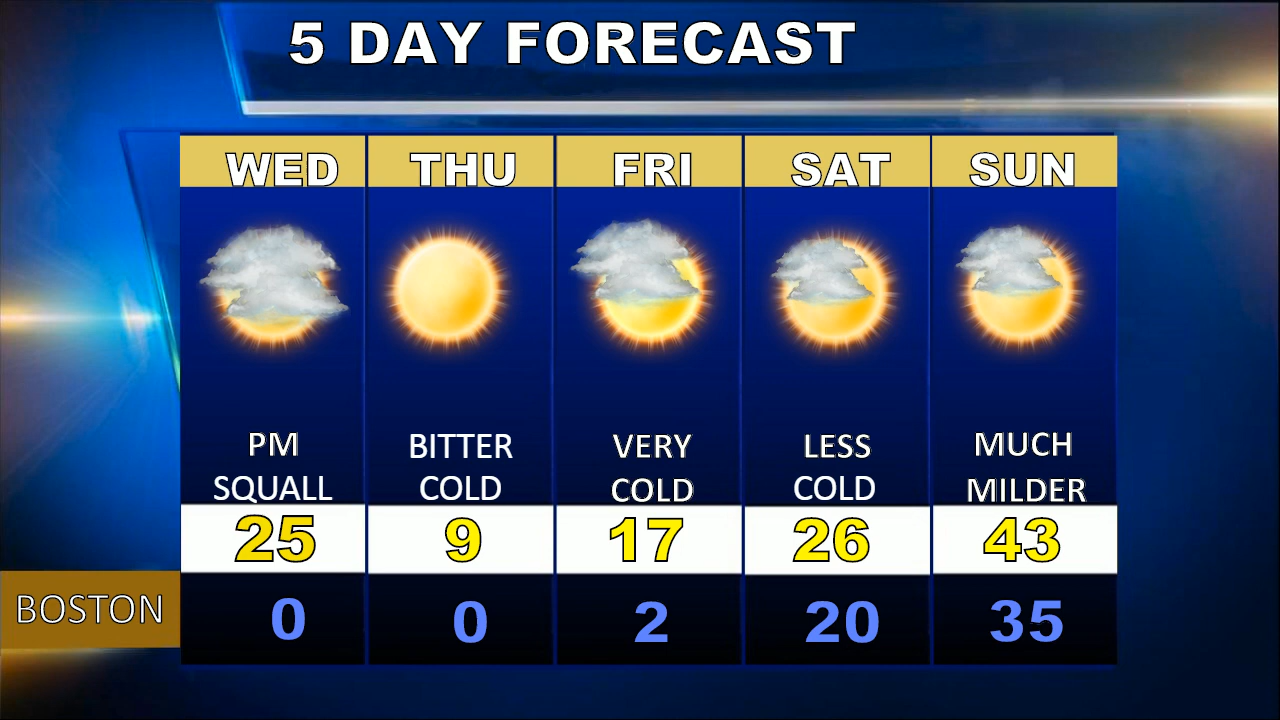 5 DAY FORECAST
WED THU FRI SAT SUN
PM BITTER VERY LESS MUCH
SQUALL COLD COLD COLD MILDER
25 9 17 26 43
BOSTON 0 0 2 20 35